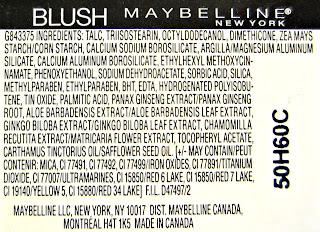 BLUSH MAYBELLINE®
NEW YORK
G843375 INGREDIENTS: TALC, TRIISOSTEARIN, OCTYLDODECANOL, DIMETHICONE, ZEA MAYS
STARCH/CORN STARCH, CALCIUM SODIUM BOROSILICATE, ARGILLA/MAGNESIUM ALUMINUM
SILICATE, CALCIUM ALUMINUM BOROSILICATE, ETHYLHEXYL METHOXYCIN-
NAMATE, PHENOXYETHANOL, SODIUM DEHYDROACETATE, SORBIC ACID, SILICA,
METHYLPARABEN, ETHYLPARABEN, BHT, EDTA, HYDROGENATED POLYISOBU-
TENE, TIN OXIDE, PALMITIC ACID, PANAX GINSENG EXTRACT/PANAX GINSENG
ROOT, ALOE BARBADENSIS EXTRACT/ALOE BARBADENSIS LEAF EXTRACT,
GINKGO BILOBA EXTRACT/GINKGO BILOBA LEAF EXTRACT, CHAMOMILLA
RECUTITA EXTRACT/MATRICARIA FLOWER EXTRACT, TOCOPHERYL ACETATE,
CARTHAMUS TINCTORIUS OIL/SAFFLOWER SEED OIL, [+/- MAY CONTAIN/PEUT
CONTENIR: MICA, CI 77491, CI 77492, CI 77499/IRON OXIDES, CI 77891/TITANIUM
DIOXIDE, CI 77007/ULTRAMARINES, CI 15850/RED 6 LAKE, CI 15850/RED 7 LAKE,
CI 19140/YELLOW 5, CI 15880/RED 34 LAKE] F.I.L. D47497/2
MAYBELLINE LLC, NEW YORK, NY 10017 DIST. MAYBELLINE CANADA,
MONTRÉAL H4T 1K5 MADE IN CANADA
50H60C